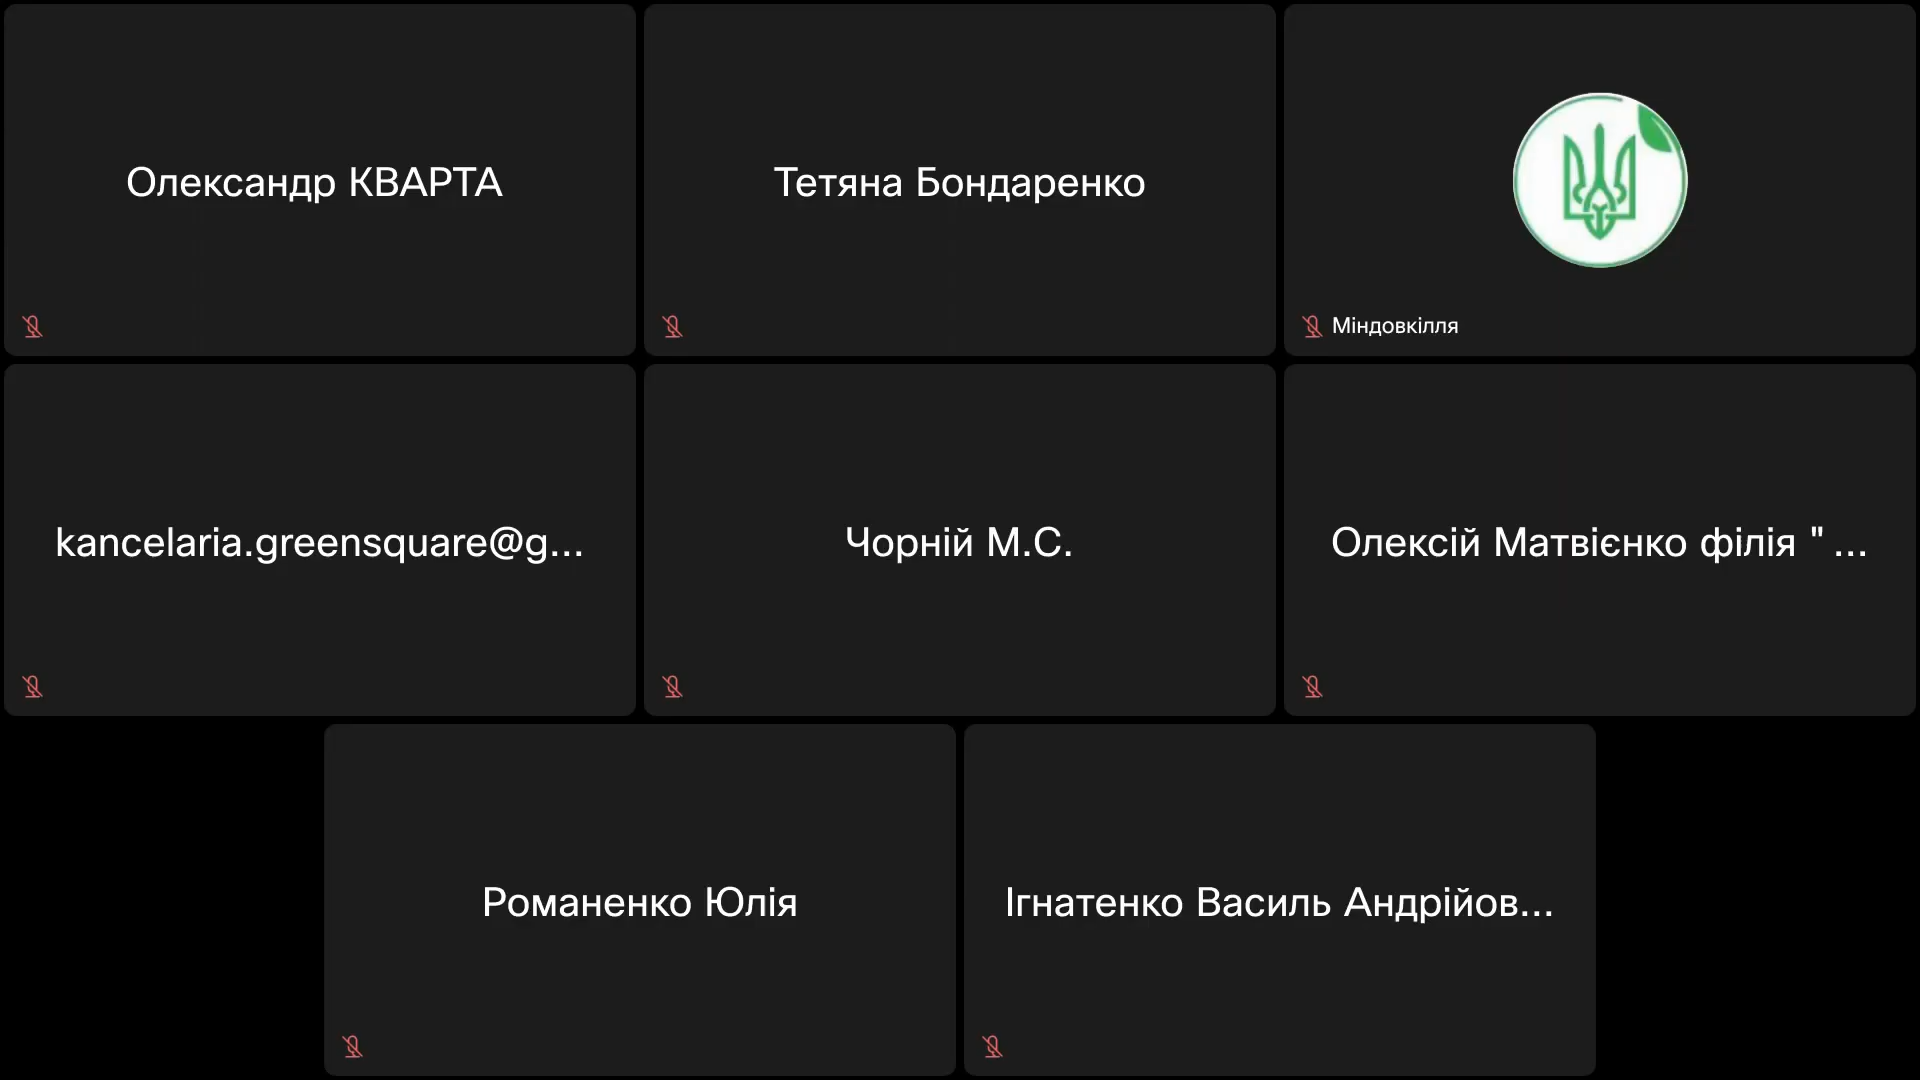 Олександр КВАРТА
Тетяна Бондаренко
Міндовкілля
kancelaria.greensquare@g...
Чорній М.С.
Олексій Матвієнко філія " ...
Романенко Юлія
Ігнатенко Василь Андрійов...